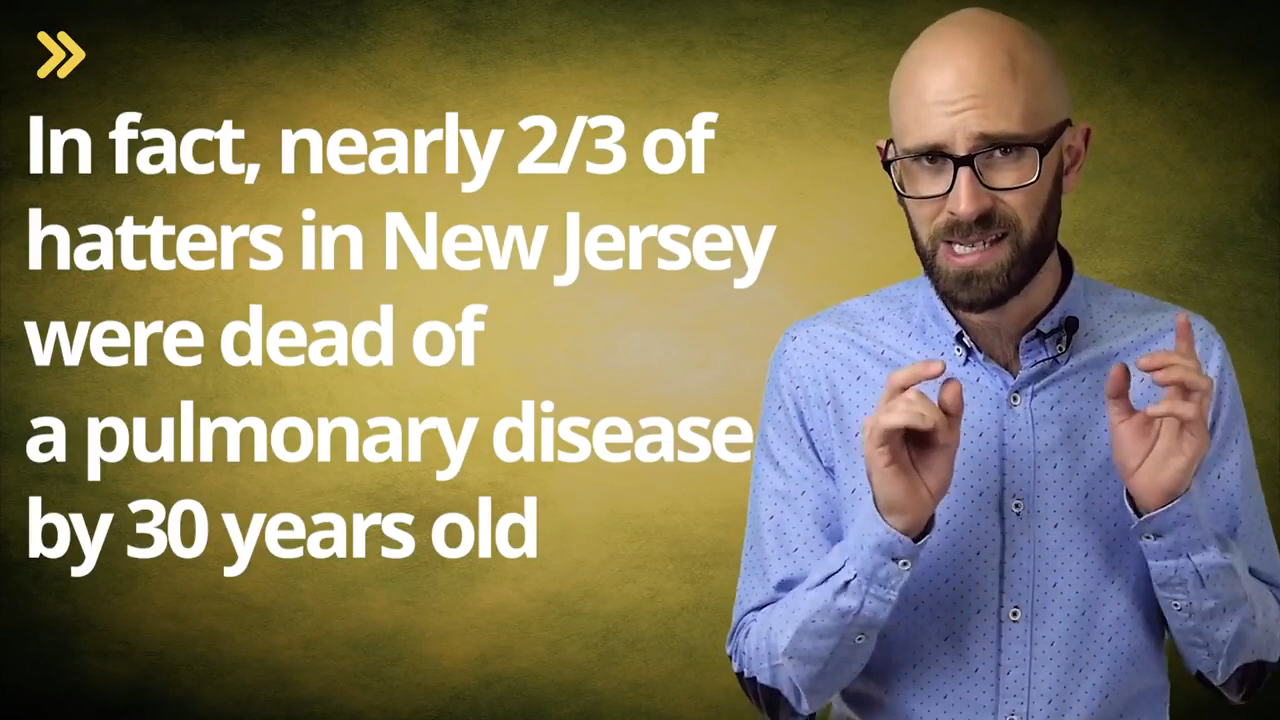 In fact, nearly 2/3 of
hatters in New Jersey
were dead of
a pulmonary disease
by 30 years old